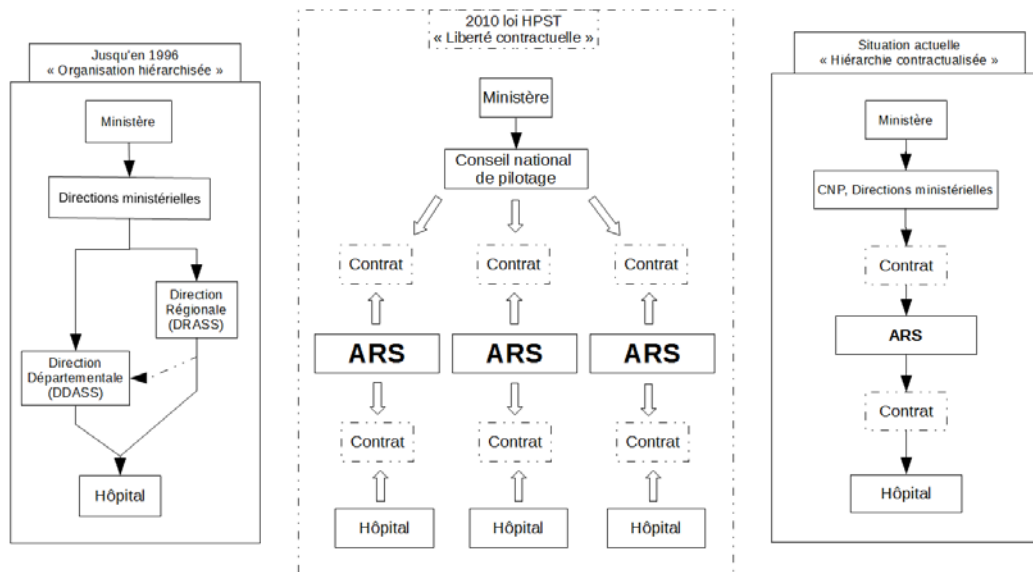 Jusqu'en 1996
« Organisation hiérarchisée »
Ministère
Directions ministérielles
Direction
Régionale
(DRASS)
Direction
Départementale
(DDASS)
Hôpital
2010 loi HPST
« Liberté contractuelle »
Ministère
Conseil national
de pilotage
Contrat
Contrat
Contrat
ARS
ARS
ARS
Contrat
Contrat
Contrat
Hôpital
Hôpital
Hôpital
Situation actuelle
« Hiérarchie contractualisée »
Ministère
CNP, Directions ministérielles
Contrat
ARS
Contrat
Hôpital